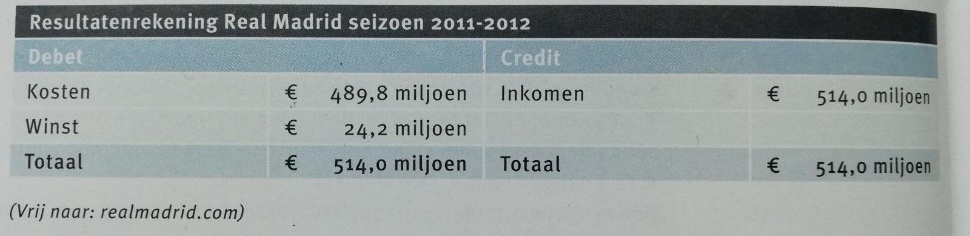 Resultatenrekening Real Madrid seizoen 2011-2012
Debet Credit
Kosten € 489,8 miljoen Inkomen € 514,0 miljoen
Winst € 24,2 miljoen
Totaal € 514,0 miljoen Totaal € 514,0 miljoen
(Vrij naar: realmadrid.com)